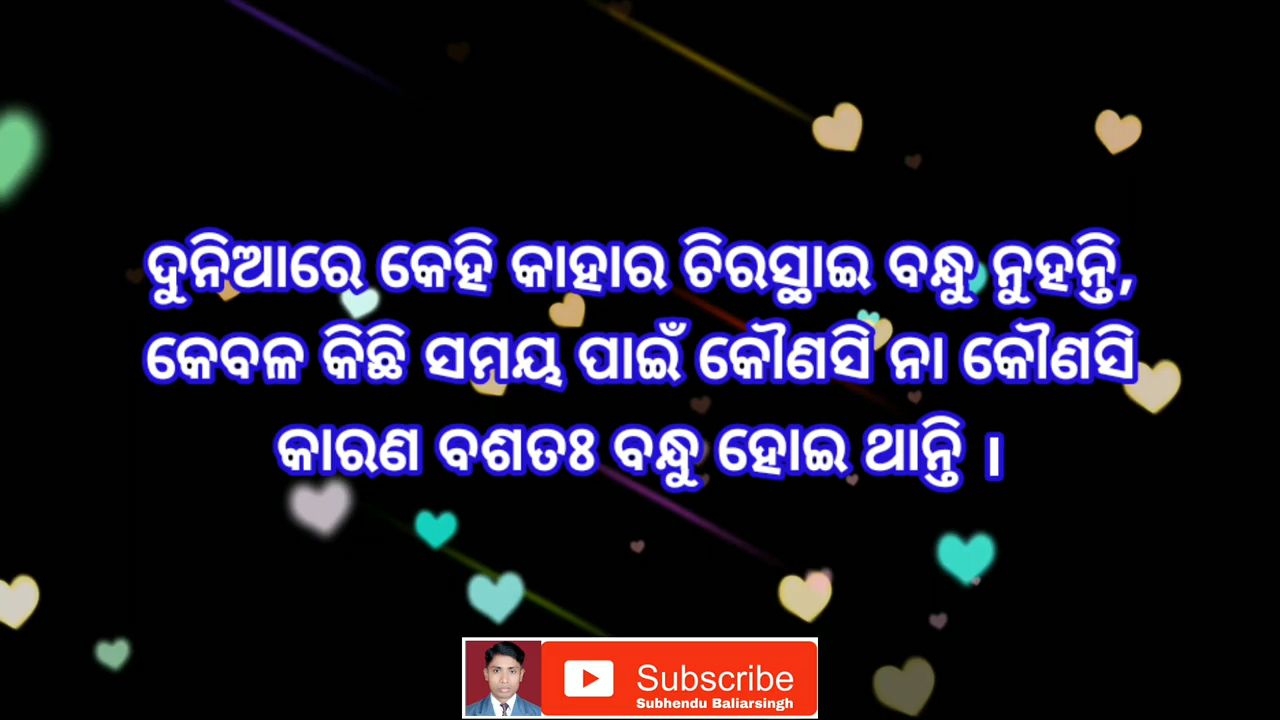 ଦୁନିଆରେ କେହି କାହାର ଚିରସ୍ଥାଇ ବନ୍ଧୁ ନୁହନ୍ତି,
କେବଳ କିଛି ସମୟ ପାଇଁ କୌଣସି ନା କୌଣସି
କାରଣ ବଶତଃ ବନ୍ଧୁ ହୋଇ ଥାନ୍ତି ।
Subscribe
Subhendu Baliarsingh